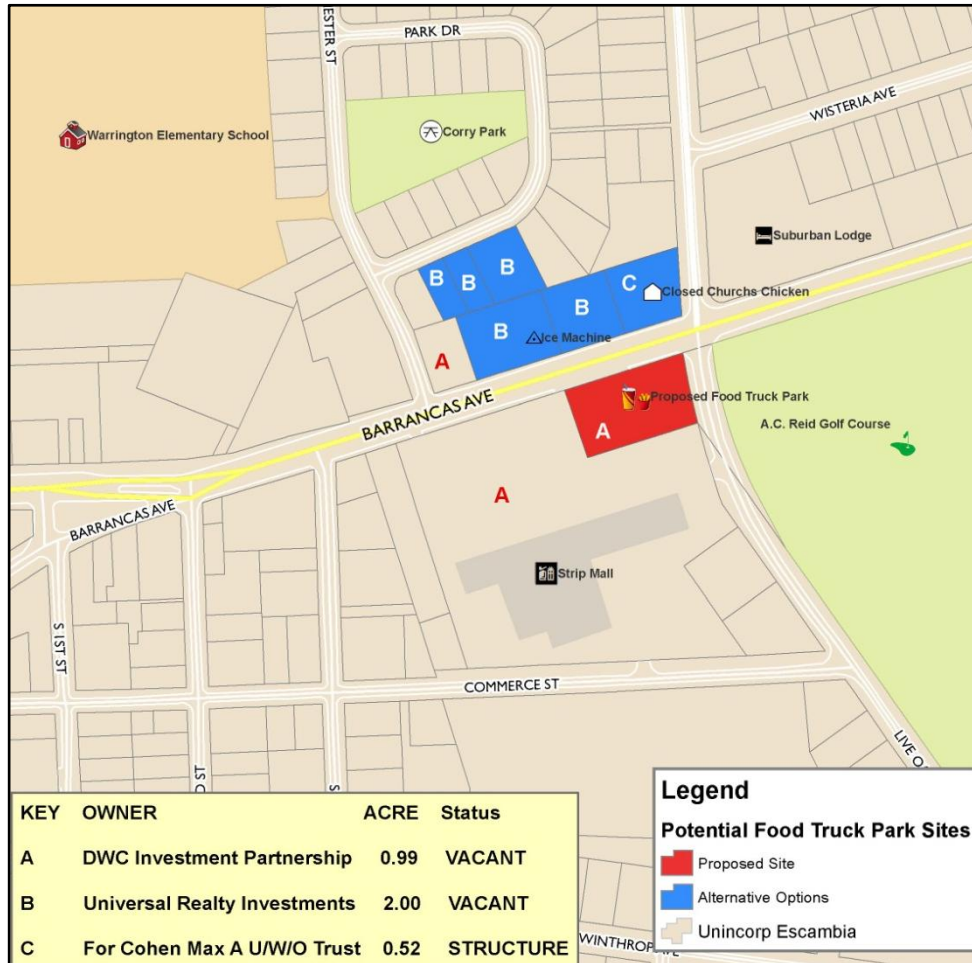 ESTER ST
PARK DR
WISTERIA AVE
Warrington Elementary School
Corry Park
Suburban Lodge
B
B
B
C
Closed Churchs Chicken
B
B
Ice Machine
A
BARRANCAS AVE
Proposed Food Truck Park
A
A.C. Reid Golf Course
A
BARRANCAS AVE
Strip Mall
S 1ST ST
COMMERCE ST
D ST
S
LIVE O
KEY OWNER ACRE Status
A DWC Investment Partnership 0.99 VACANT
B Universal Realty Investments 2.00 VACANT
C For Cohen Max A U/W/O Trust 0.52 STRUCTURE
Legend
Potential Food Truck Park Sites
Proposed Site
Alternative Options
Unincorp Escambia
WINTHROP AVE